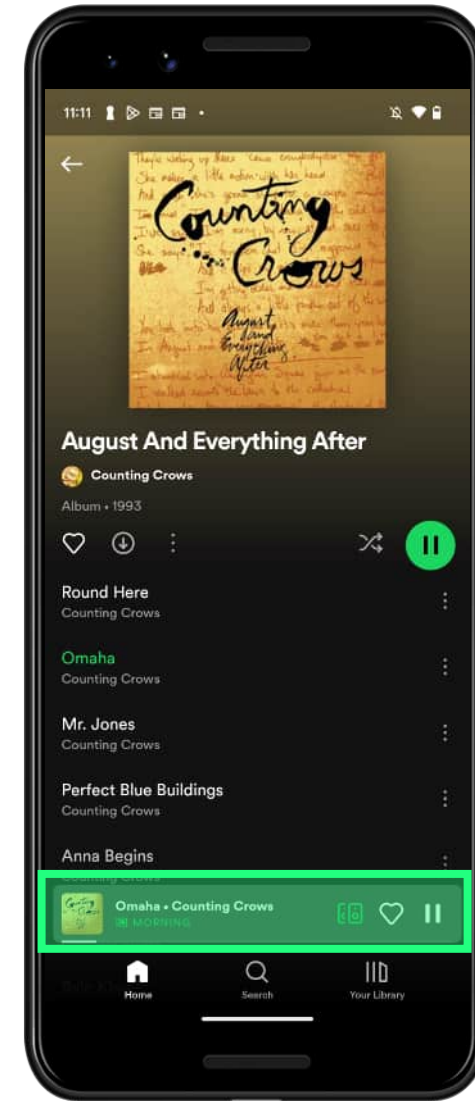 11:11
Counting
Crows
August
and
Everything
After
August And Everything After
Counting Crows
Album • 1993
Round Here
Counting Crows
Omaha
Counting Crows
Mr. Jones
Counting Crows
Perfect Blue Buildings
Counting Crows
Anna Begins
Counting Crows
Omaha • Counting Crows
MORNING
Home
Search
Your Library